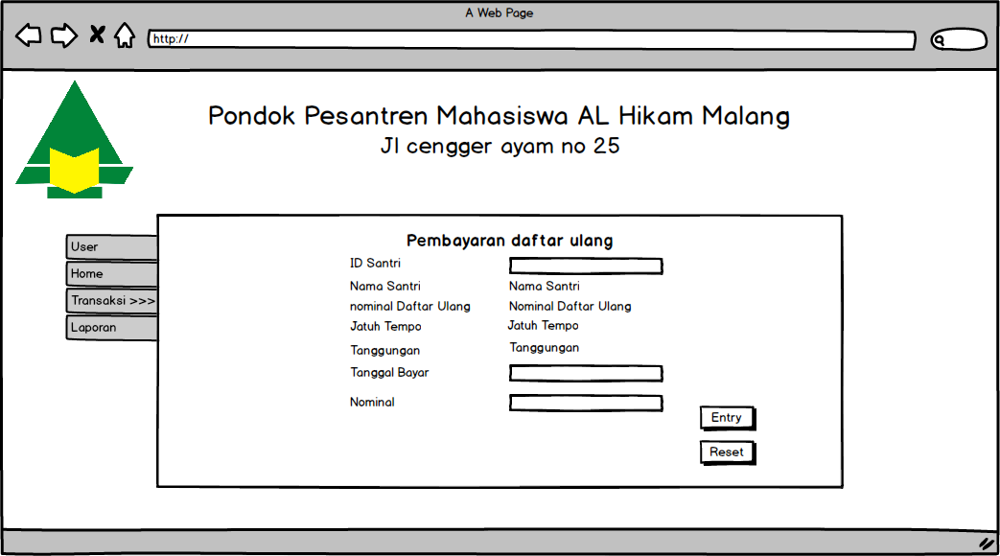 A Web Page
http://
Pondok Pesantren Mahasiswa AL Hikam Malang
Jl cengger ayam no 25
User
Home
Transaksi >>>
Laporan
Pembayaran daftar ulang
ID Santri
Nama Santri Nama Santri
nominal Daftar Ulang Nominal Daftar Ulang
Jatuh Tempo Jatuh Tempo
Tanggungan Tanggungan
Tanggal Bayar
Nominal
Entry
Reset